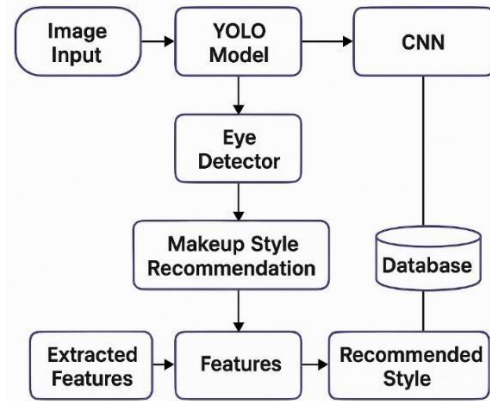 Image
Input
YOLO
Model
CNN
Eye
Detector
Makeup Style
Recommendation
Database
Extracted
Features
Features
Recommended
Style